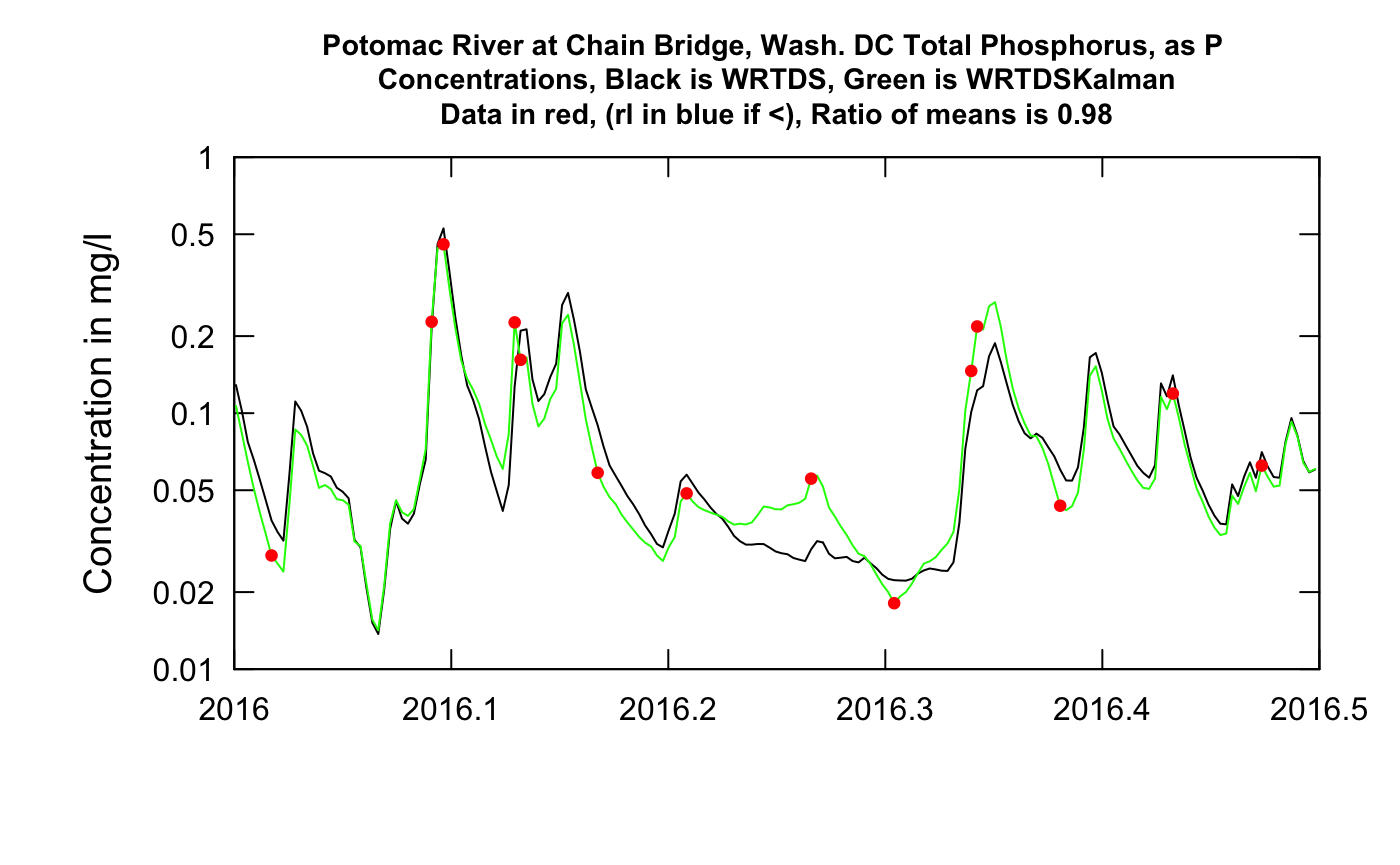 Potomac River at Chain Bridge, Wash. DC Total Phosphorus, as P
Concentrations, Black is WRTDS, Green is WRTDSKalman
Data in red, (rl in blue if <), Ratio of means is 0.98
Concentration in mg/l
1
0.5
0.2
0.1
0.05
0.02
0.01
2016 2016.1 2016.2 2016.3 2016.4 2016.5